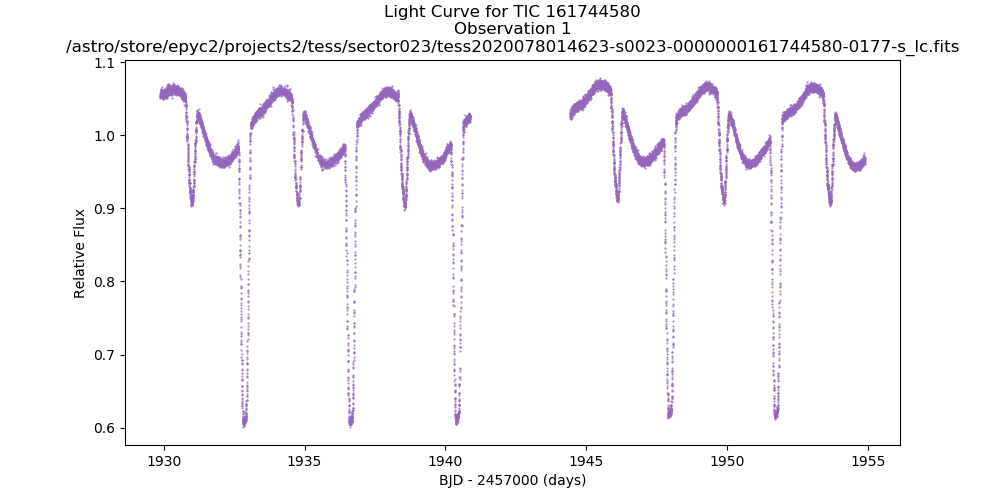 Light Curve for TIC 161744580
Observation 1
/astro/store/epyc2/projects2/tess/sector023/tess2020078014623-s0023-0000000161744580-0177-s_lc.fits
1.1
1.0
0.9
0.8
0.7
0.6
Relative Flux
1930
1935
1940
1945
1950
1955
BJD - 2457000 (days)